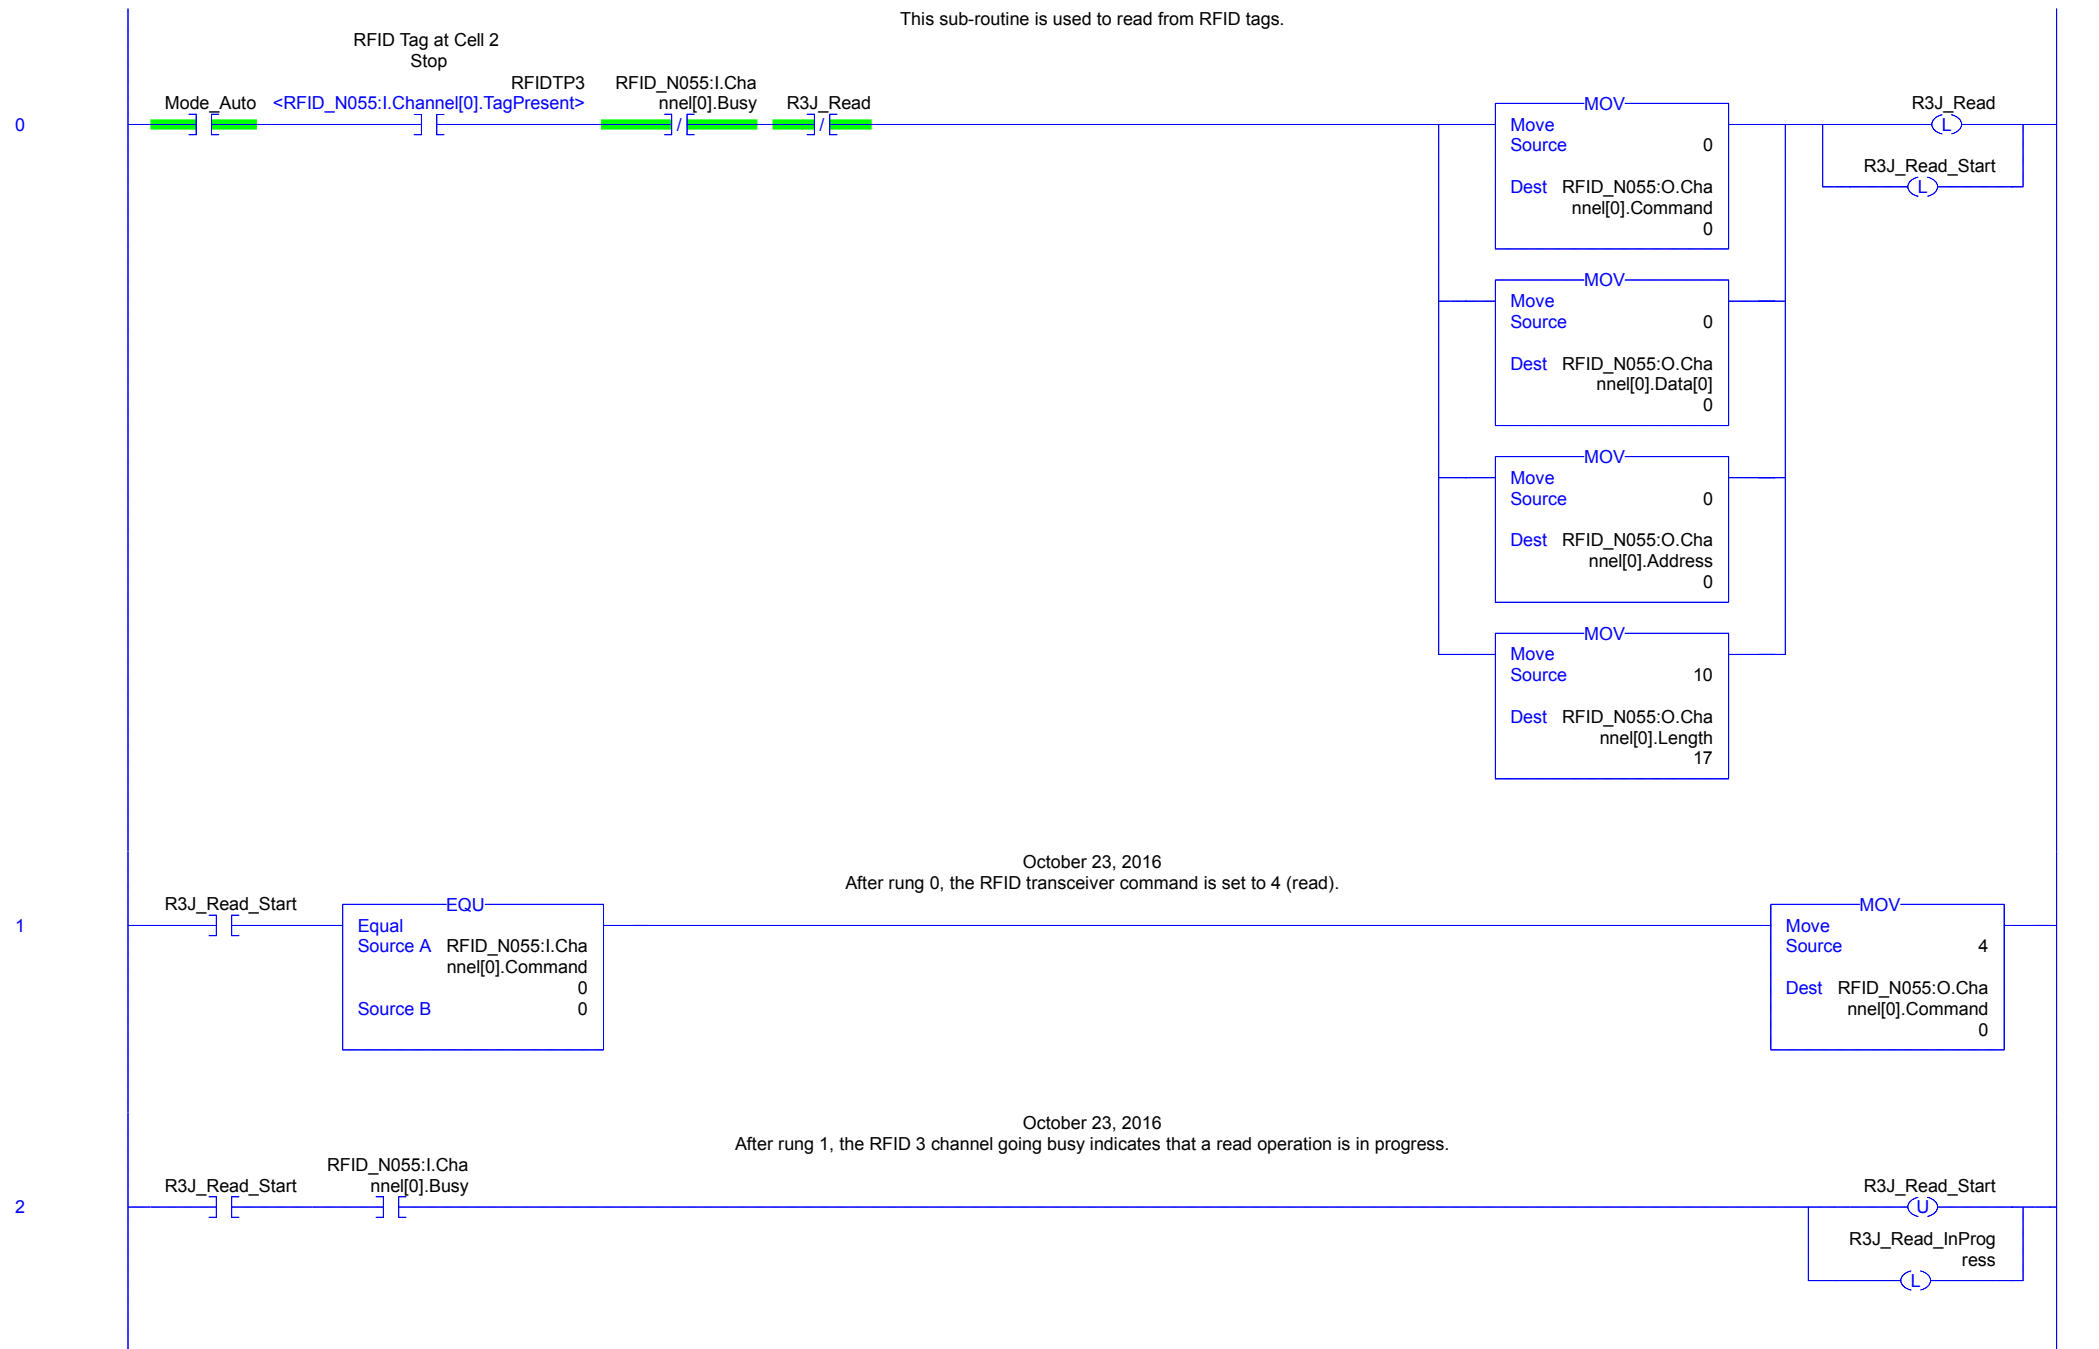 This sub-routine is used to read from RFID tags.
RFID Tag at Cell 2
Stop
RFIDTP3
<RFID_N055:I.Channel[0].TagPresent>
RFID_N055:I.Cha
nnel[0].Busy
Mode_Auto
R3J_Read
0
/
/
MOV
Move
Source 0
Dest RFID_N055:O.Cha
nnel[0].Command
0
R3J_Read
L
R3J_Read_Start
L
MOV
Move
Source 0
Dest RFID_N055:O.Cha
nnel[0].Data[0]
0
MOV
Move
Source 0
Dest RFID_N055:O.Cha
nnel[0].Address
0
MOV
Move
Source 10
Dest RFID_N055:O.Cha
nnel[0].Length
17
October 23, 2016
After rung 0, the RFID transceiver command is set to 4 (read).
1
R3J_Read_Start
EQU
Equal
Source A RFID_N055:I.Cha
nnel[0].Command
0
Source B 0
MOV
Move
Source 4
Dest RFID_N055:O.Cha
nnel[0].Command
0
October 23, 2016
After rung 1, the RFID 3 channel going busy indicates that a read operation is in progress.
2
R3J_Read_Start
RFID_N055:I.Cha
nnel[0].Busy
R3J_Read_Start
U
R3J_Read_InProg
ress
L